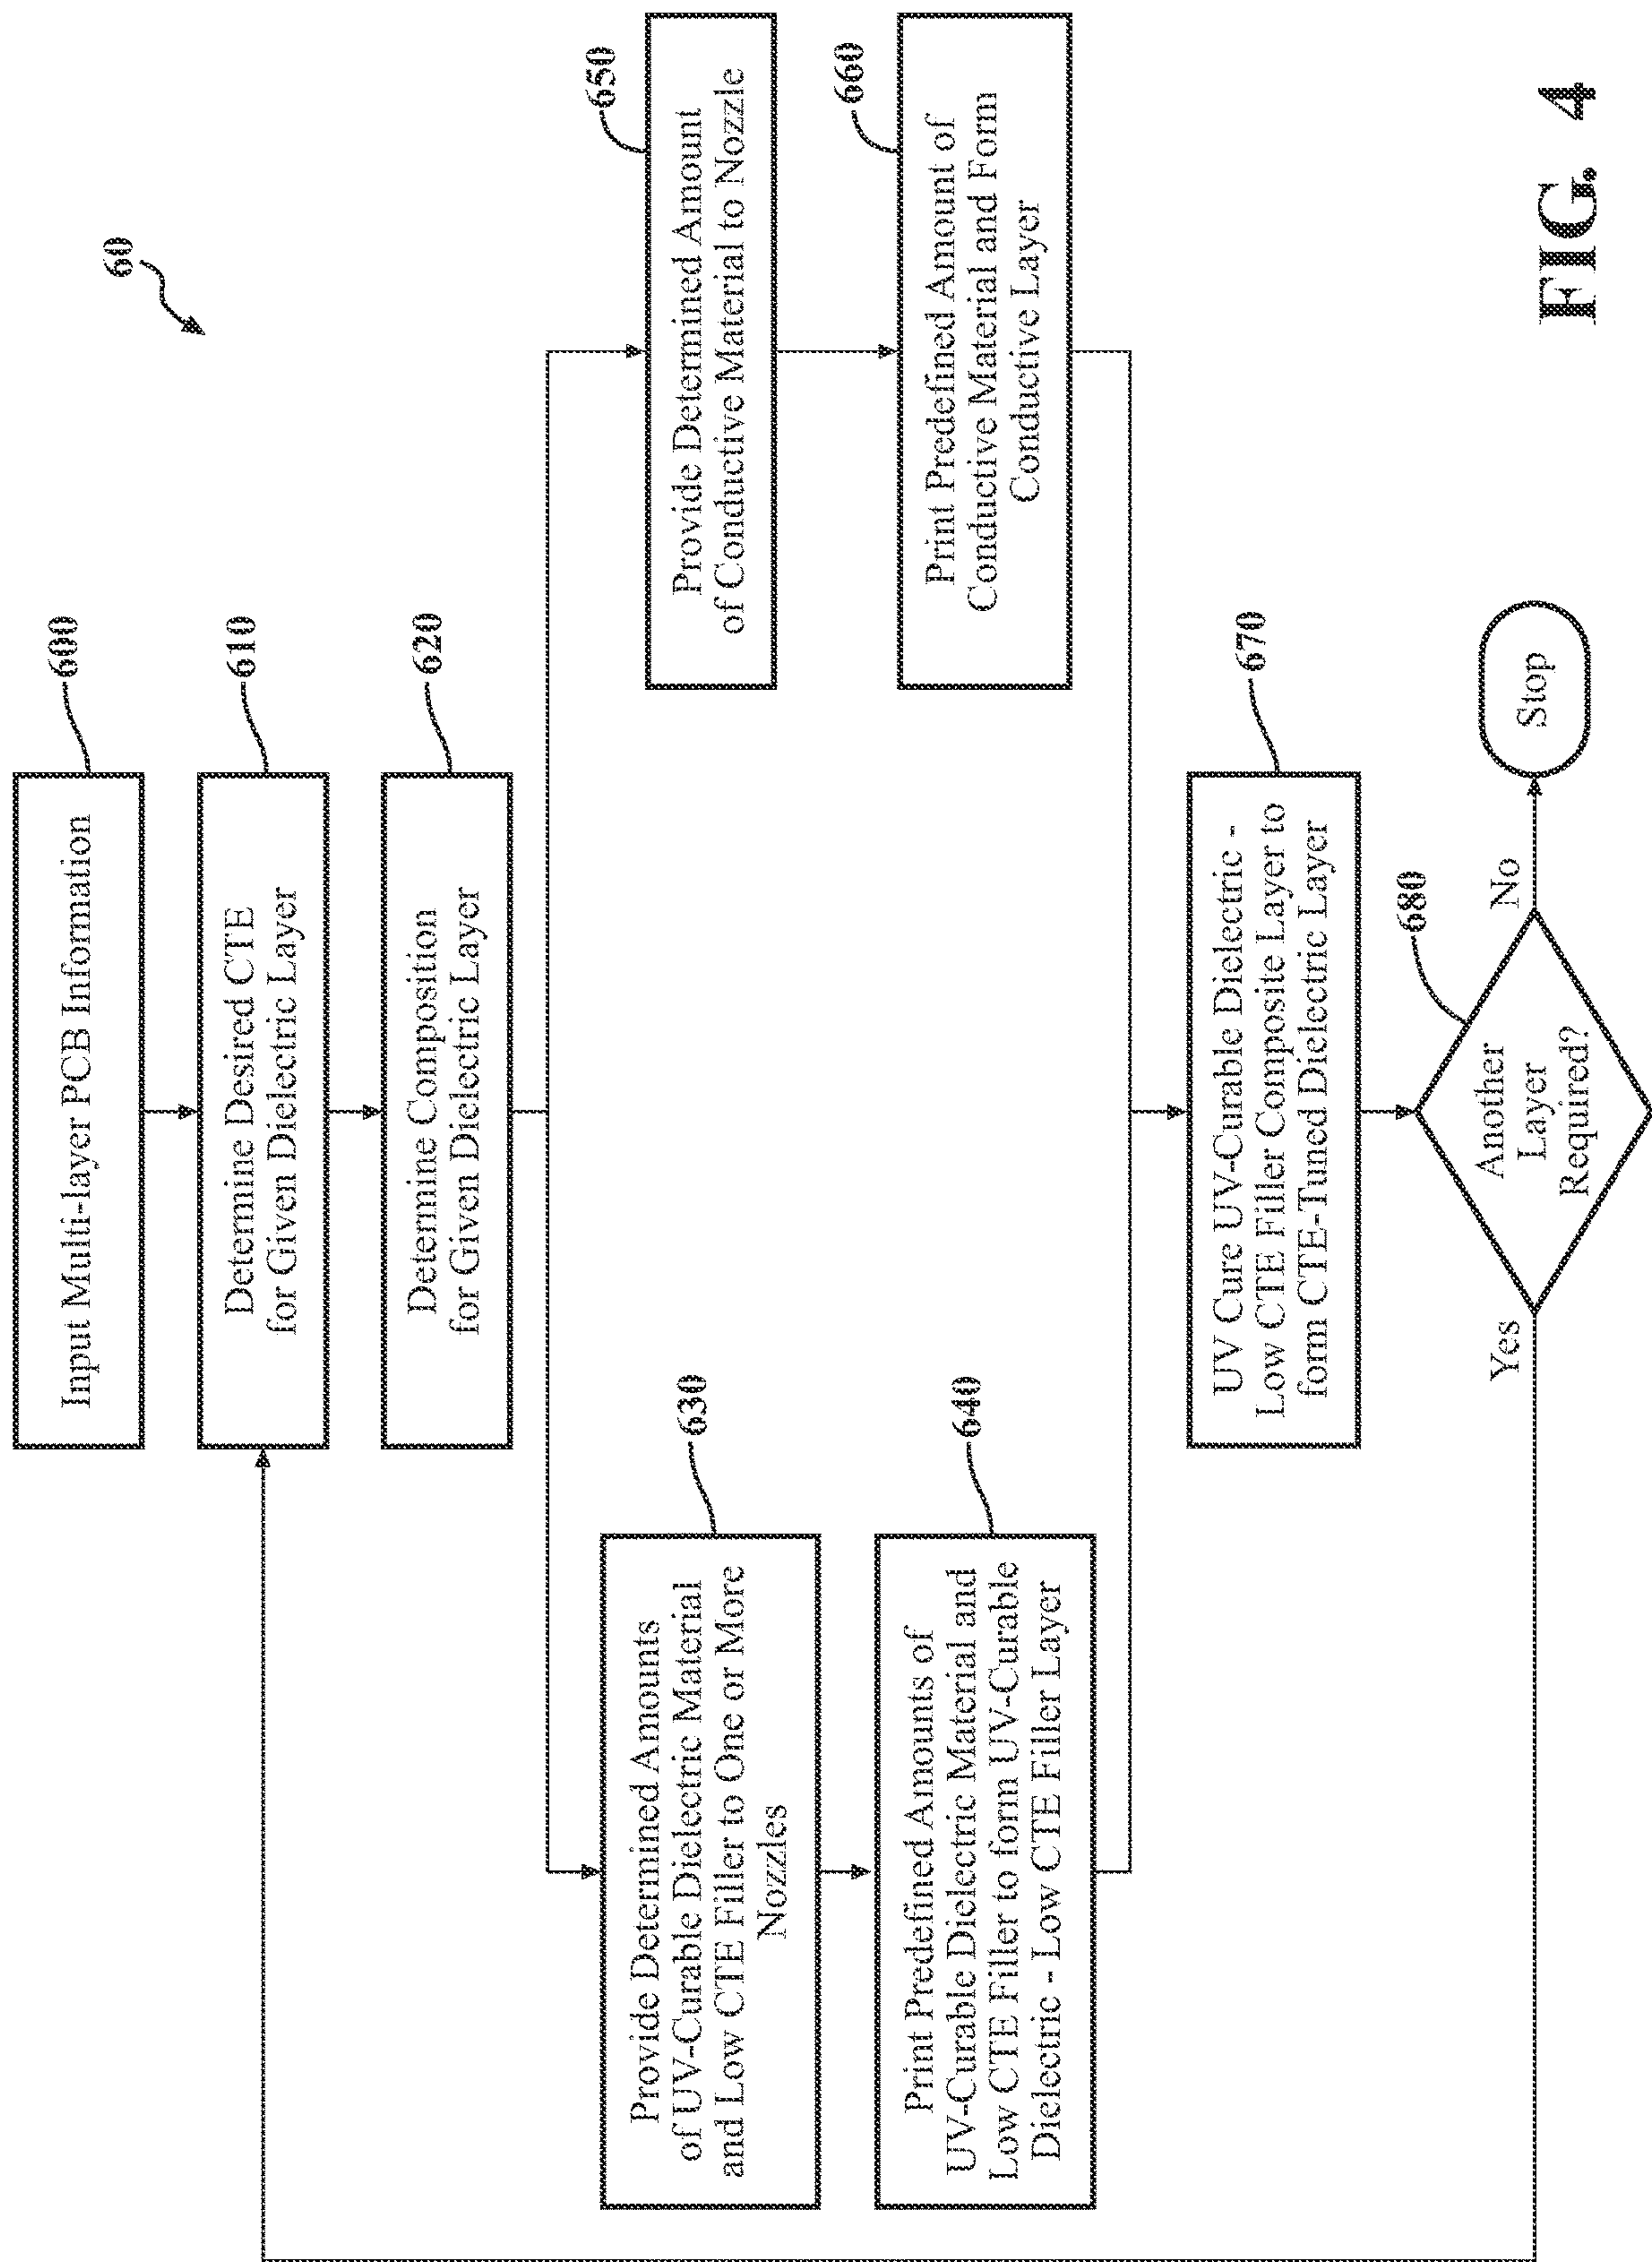 60
Input Multi-layer PCB Information
600
Determine Desired CTE
for Given Dielectric Layer
610
Determine Composition
for Given Dielectric Layer
620
Provide Determined Amounts
of UV-Curable Dielectric Material
and Low CTE Filler to One or More
Nozzles
630
Print Predefined Amounts of
UV-Curable Dielectric Material and
Low CTE Filler to form UV-Curable
Dielectric - Low CTE Filler Layer
640
Provide Determined Amount
of Conductive Material to Nozzle
650
Print Predefined Amount of
Conductive Material and Form
Conductive Layer
660
UV Cure UV-Curable Dielectric -
Low CTE Filler Composite Layer to
form CTE-Tuned Dielectric Layer
670
Another
Layer
Required?
680
Yes
No
Stop
FIG. 4